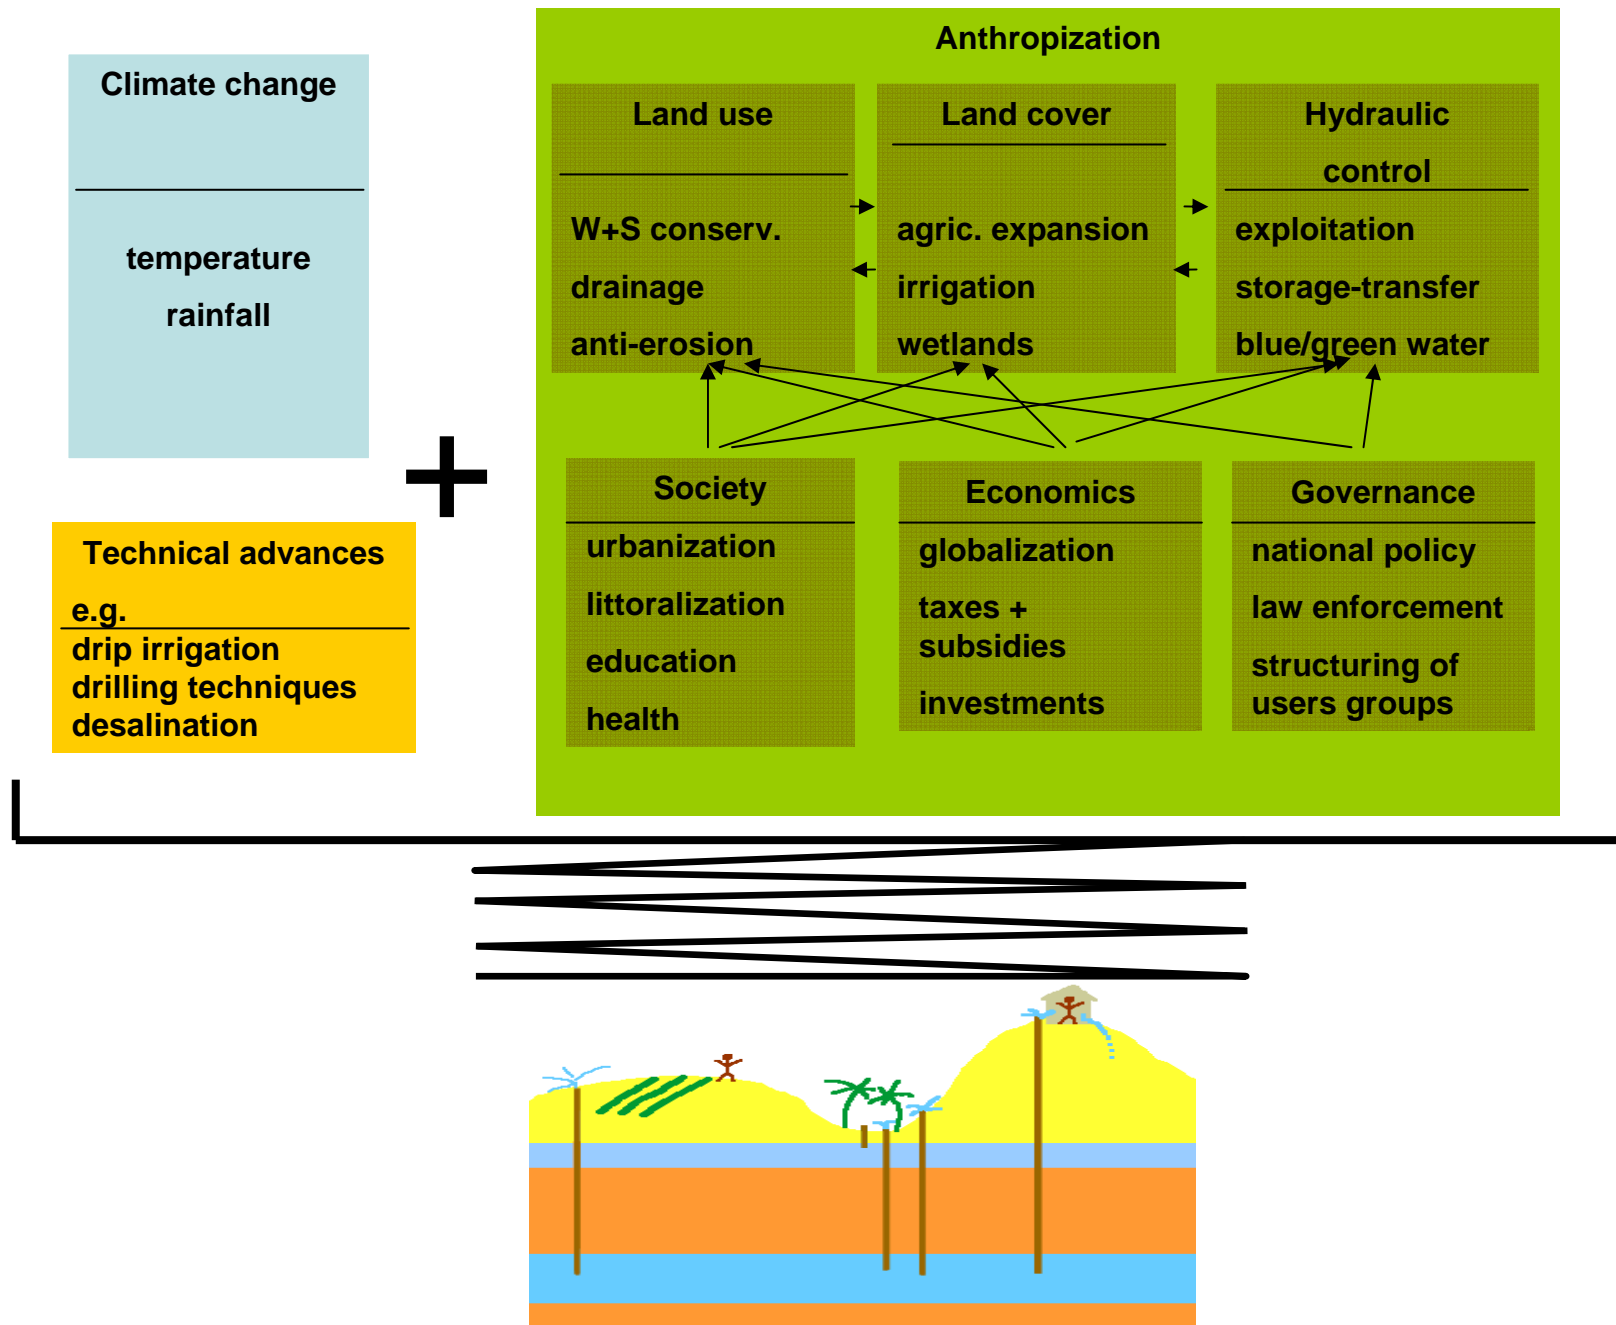 Climate change
temperature
rainfall
Technical advances
e.g.
drip irrigation
drilling techniques
desalination
+
Anthropization
Land use
W+S conserv.
drainage
anti-erosion
Land cover
agric. expansion
irrigation
wetlands
Hydraulic
control
exploitation
storage-transfer
blue/green water
Society
urbanization
littoralization
education
health
Economics
globalization
taxes +
subsidies
investments
Governance
national policy
law enforcement
structuring of
users groups